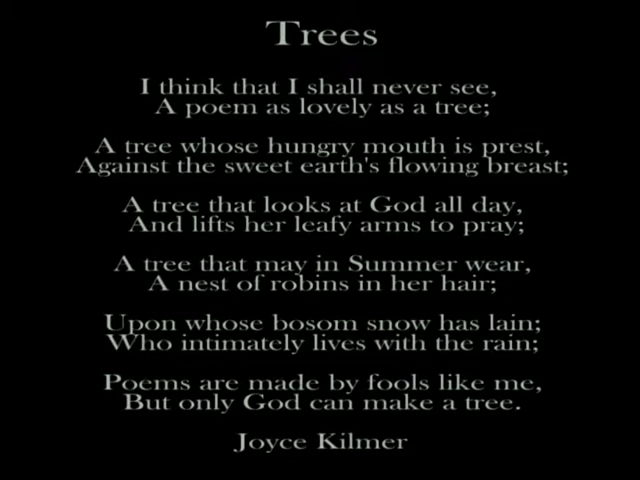 Trees
I think that I shall never see,
A poem as lovely as a tree;
A tree whose hungry mouth is prest,
Against the sweet earth's flowing breast;
A tree that looks at God all day,
And lifts her leafy arms to pray;
A tree that may in Summer wear,
A nest of robins in her hair;
Upon whose bosom snow has lain;
Who intimately lives with the rain;
Poems are made by fools like me,
But only God can make a tree.
Joyce Kilmer